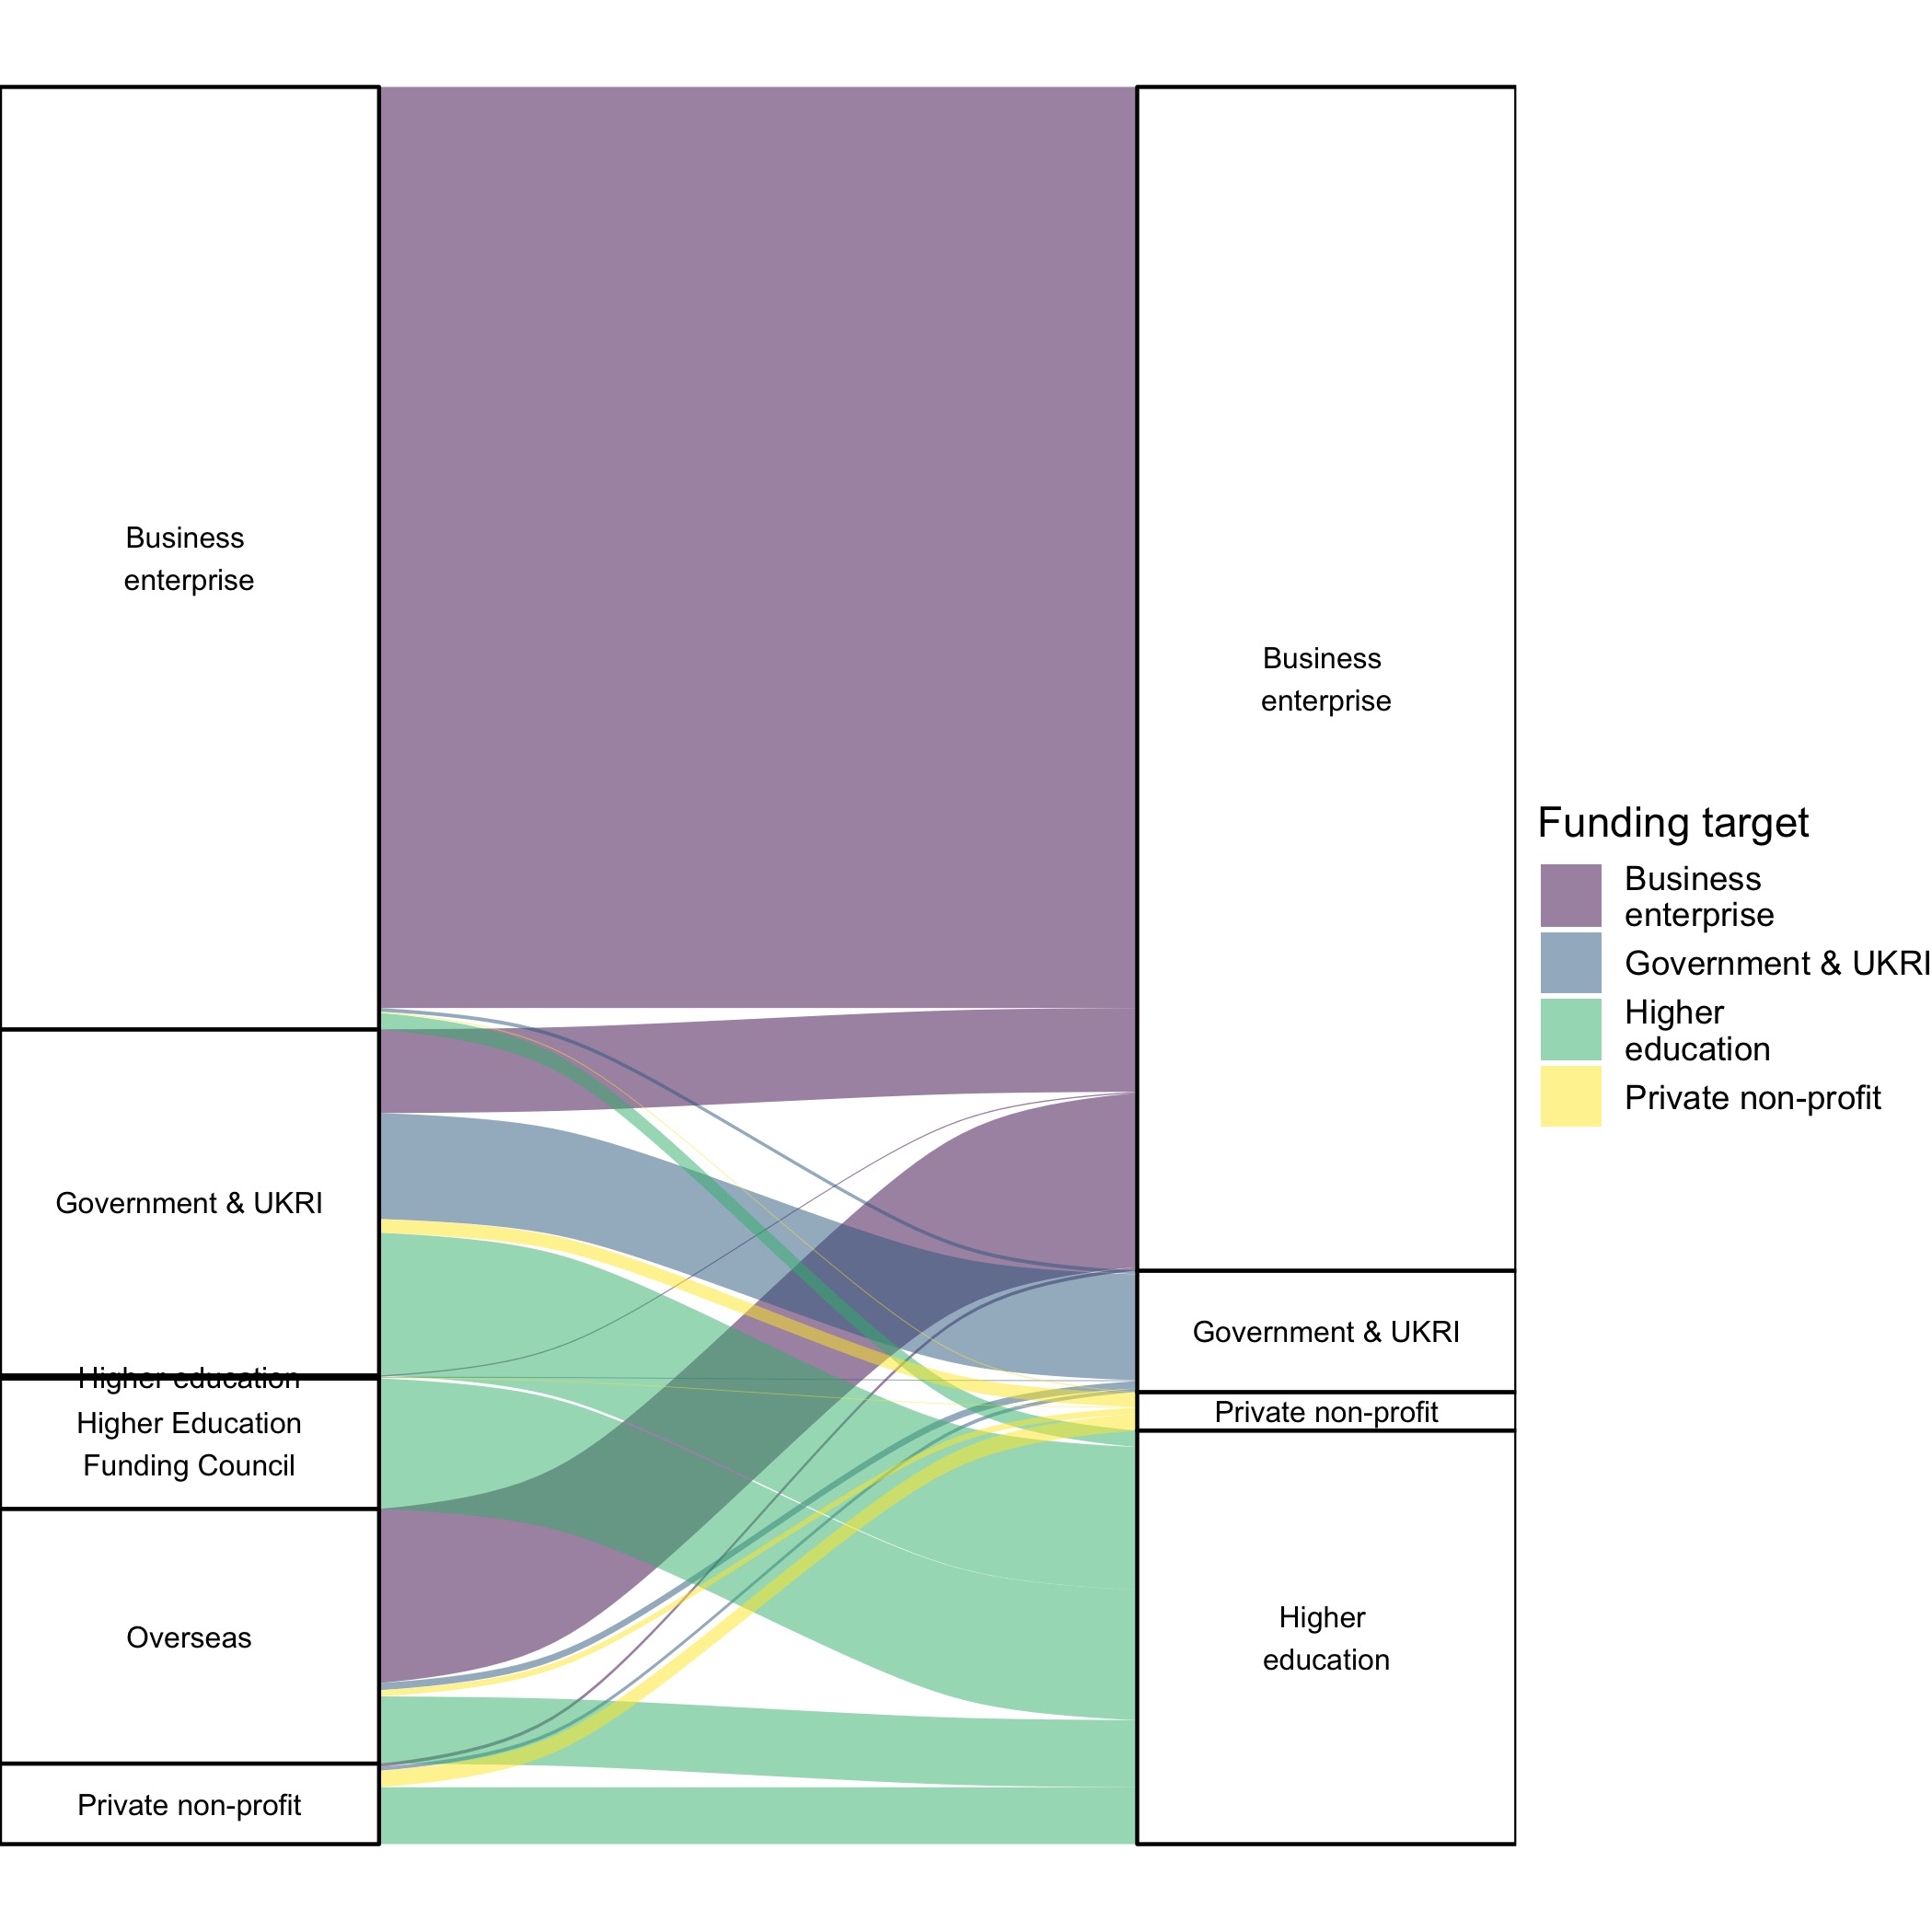 Business
enterprise
Government & UKRI
Higher education
Higher Education
Funding Council
Overseas
Private non-profit
Business
enterprise
Government & UKRI
Private non-profit
Higher
education
Funding target
Business
enterprise
Government & UKRI
Higher
education
Private non-profit